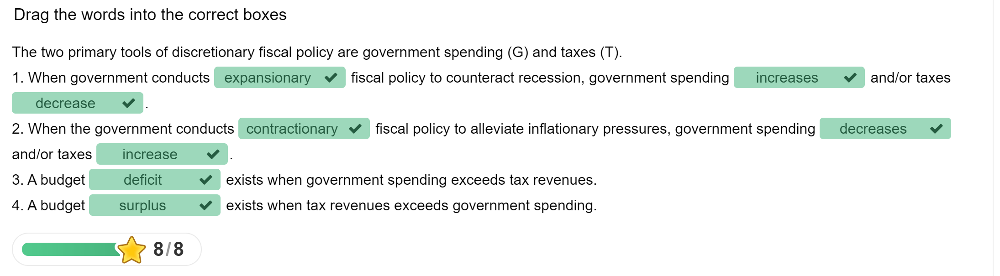 Drag the words into the correct boxes
The two primary tools of discretionary fiscal policy are government spending (G) and taxes (T).
1. When government conducts expansionary fiscal policy to counteract recession, government spending increases and/or taxes
decrease .
2. When the government conducts contractionary fiscal policy to alleviate inflationary pressures, government spending decreases
and/or taxes increase .
3. A budget deficit exists when government spending exceeds tax revenues.
4. A budget surplus exists when tax revenues exceeds government spending.
8/8